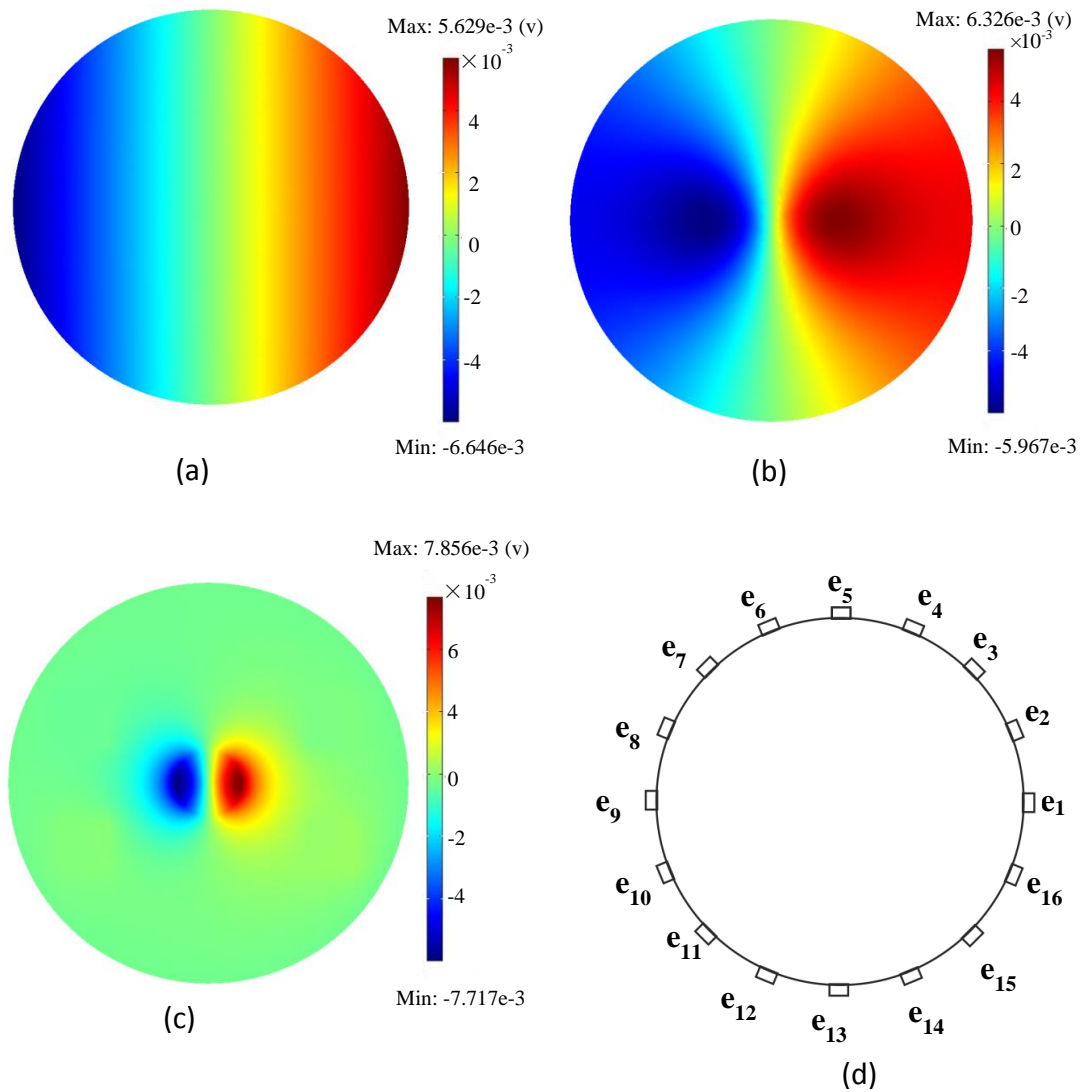 Max: 5.629e-3 (v)
×10-3
4
2
0
-2
-4
Min: -6.646e-3
(a)
Max: 6.326e-3 (v)
×10-3
4
2
0
-2
-4
Min: -5.967e-3
(b)
Max: 7.856e-3 (v)
×10-3
6
4
0
-2
-4
Min: -7.717e-3
(c)
e5
e6
e4
e7
e3
e8
e2
e9
e1
e10
e16
e11
e15
e12
e13
e14
(d)